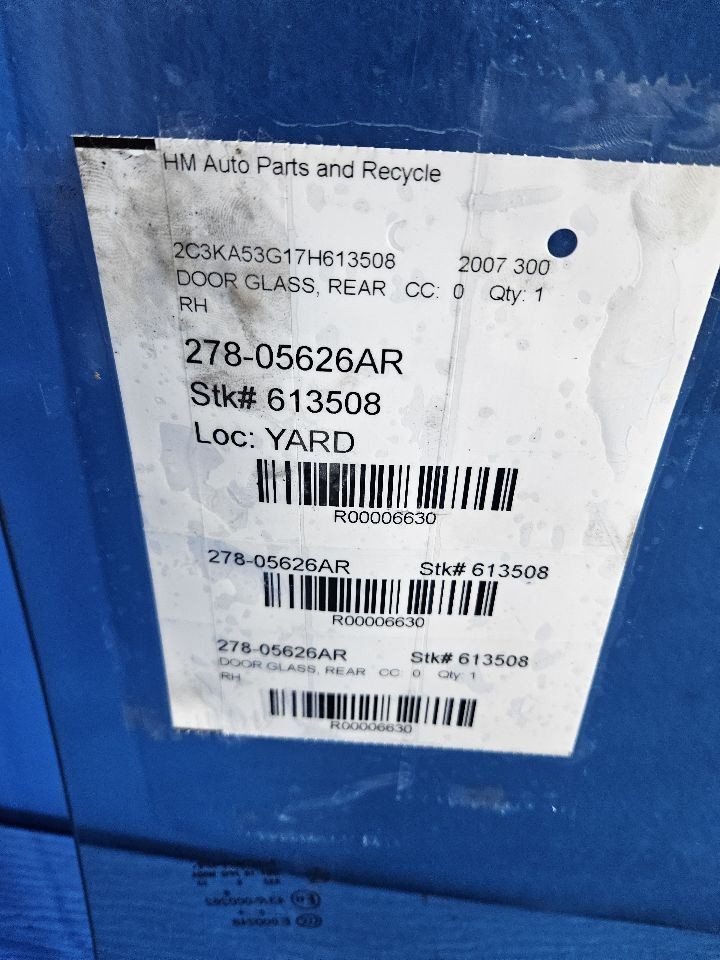 HM Auto Parts and Recycle
2C3KA53G17H613508 2007 300
DOOR GLASS, REAR CC: 0 Qty: 1
RH
278-05626AR
Stk# 613508
Loc: YARD
R00006630
278-05626AR Stk# 613508
R00006630
278-05626AR Stk# 613508
DOOR GLASS, REAR CC: 0 Qty: 1
RH
R00006630